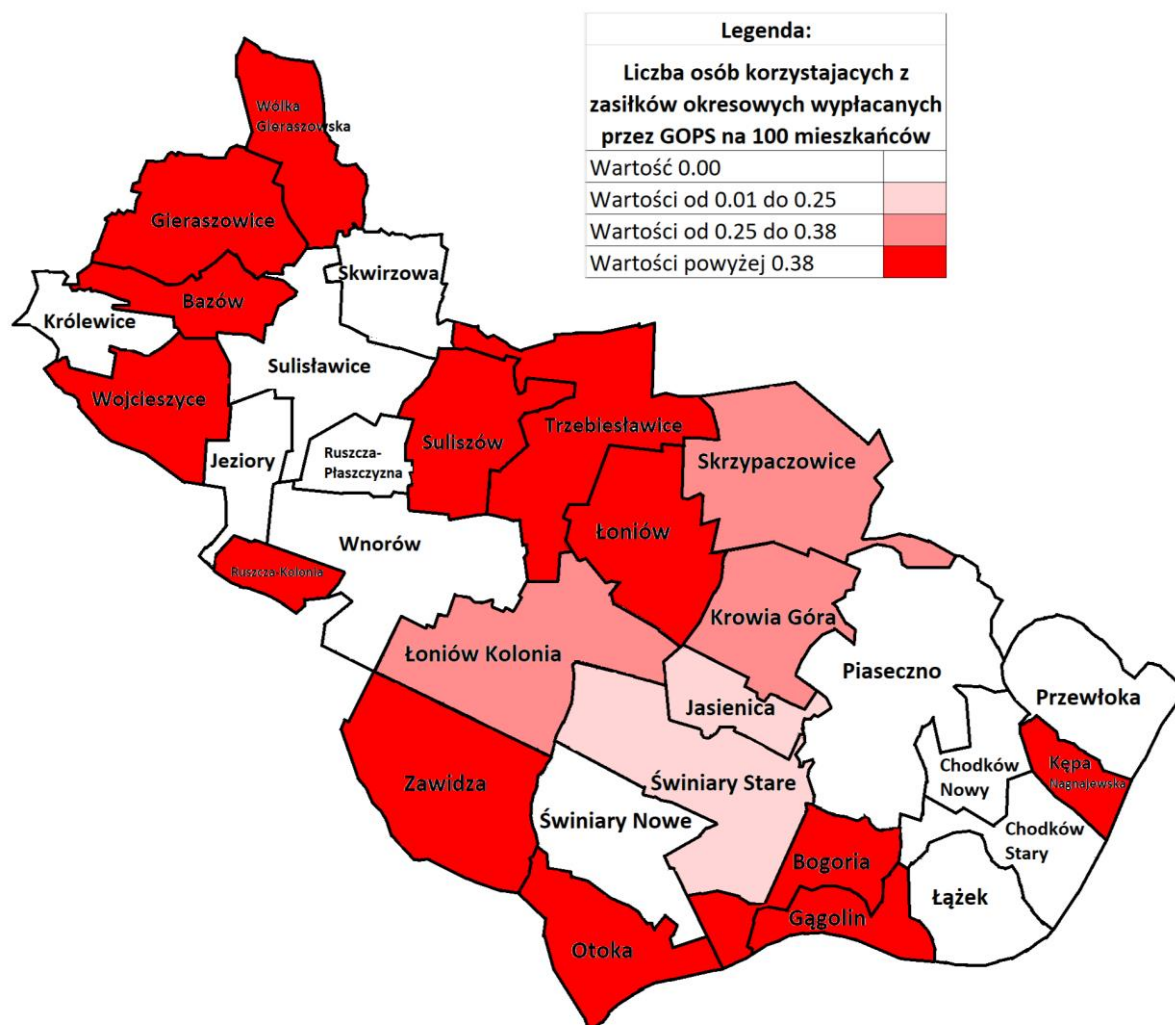 Legenda:
Liczba osób korzystajacych z
zasiłków okresowych wypłacanych
przez GOPS na 100 mieszkańców
Wartość 0.00
Wartości od 0.01 do 0.25
Wartości od 0.25 do 0.38
Wartości powyżej 0.38
Wólka
Gieraszowska
Gieraszowice
Skwirzowa
Bazów
Królewice
Sulisławice
Wojcieszyce
Trzebiesławice
Suliszów
Ruszcza-
Płaszczyzna
Jeziory
Skrzypaczowice
Łoniów
Wnorów
Ruszcza-Kolonia
Krowia Góra
Łoniów Kolonia
Piaseczno
Przewłoka
Jasienica
Kępa
Nagnajewska
Chodków
Nowy
Zawidza
Świniary Stare
Świniary Nowe
Chodków
Stary
Bogoria
Łążek
Gągolin
Otoka